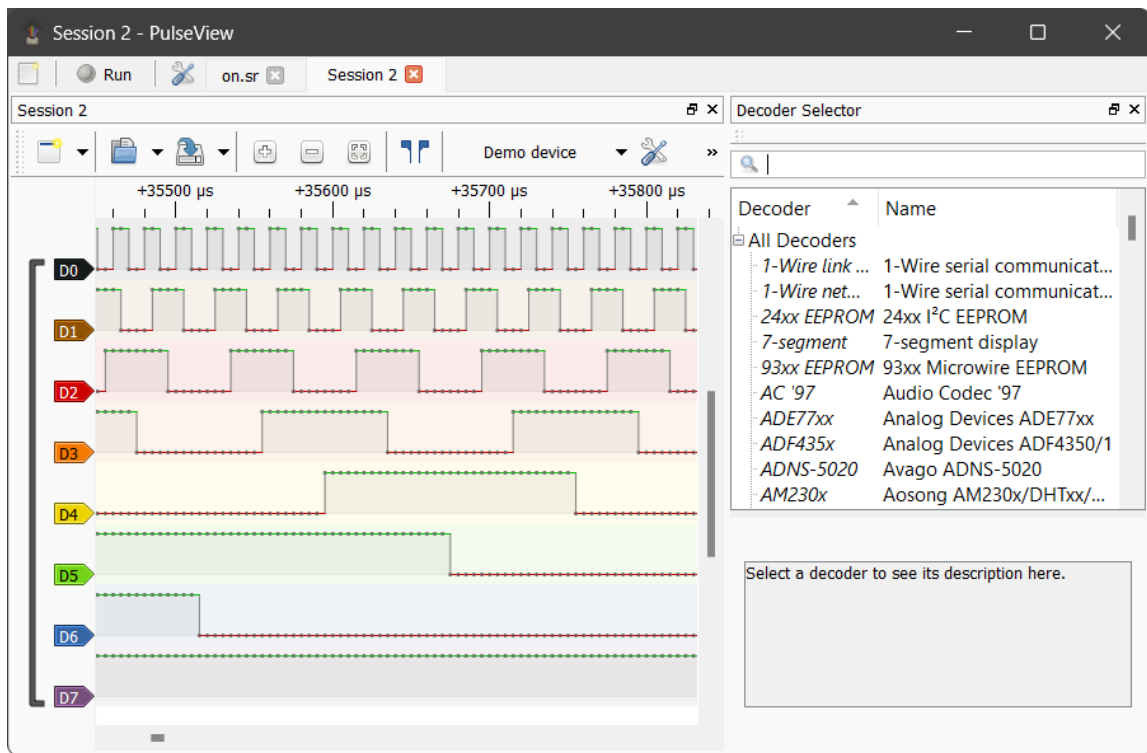 Session 2 - PulseView
Run
on.sr
Session 2
Session 2
Decoder Selector
Demo device
»
+35500 µs +35600 µs +35700 µs +35800 µs
D0
D1
D2
D3
D4
D5
D6
D7
Decoder Name
All Decoders
1-Wire link ... 1-Wire serial communicat...
1-Wire net... 1-Wire serial communicat...
24xx EEPROM 24xx I²C EEPROM
7-segment 7-segment display
93xx EEPROM 93xx Microwire EEPROM
AC '97 Audio Codec '97
ADE77xx Analog Devices ADE77xx
ADF435x Analog Devices ADF4350/1
ADNS-5020 Avago ADNS-5020
AM230x Aosong AM230x/DHTxx/...
Select a decoder to see its description here.